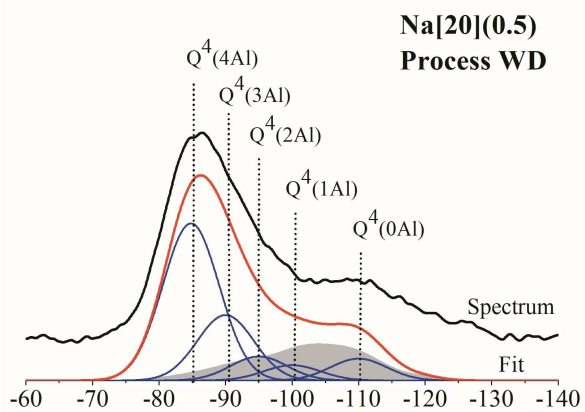 Na[20](0.5)
Process WD
Q4(4Al)
Q4(3Al)
Q4(2Al)
Q4(1Al)
Q4(0Al)
Spectrum
Fit
-60 -70 -80 -90 -100 -110 -120 -130 -140